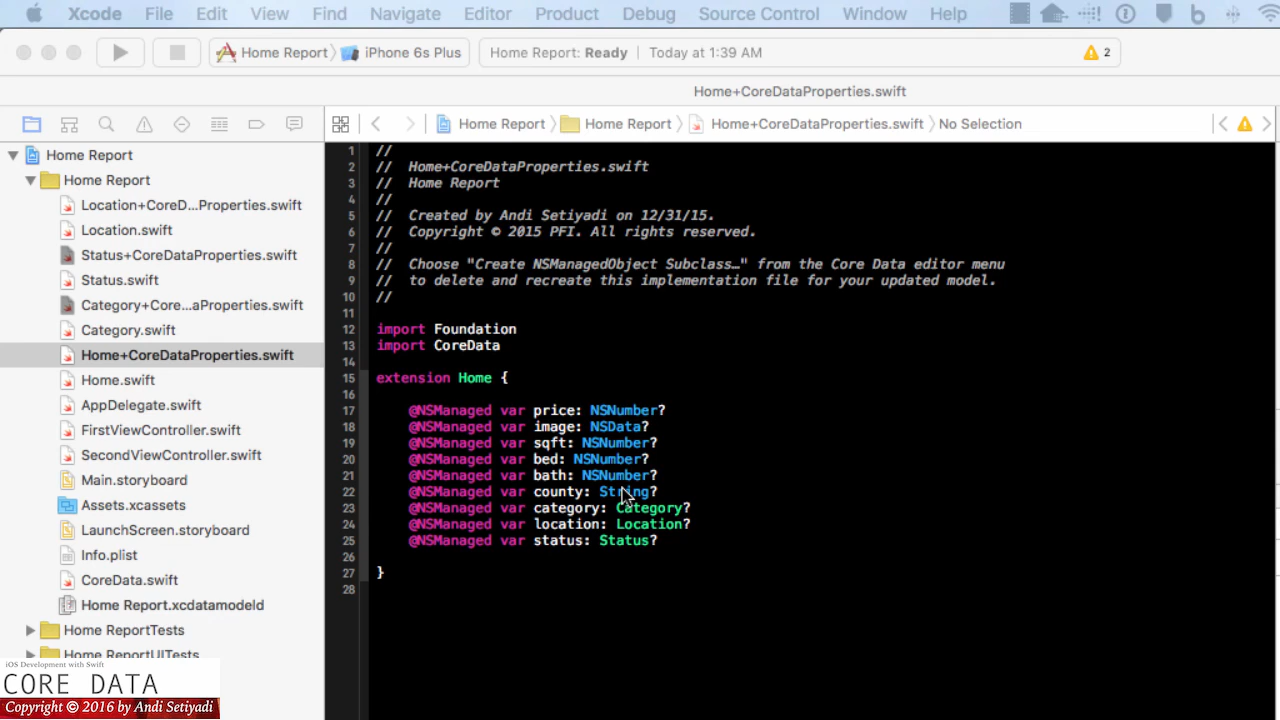 Xcode File Edit View Find Navigate Editor Product Debug Source Control Window Help
Home Report iPhone 6s Plus Home Report: Ready Today at 1:39 AM 2
Home+CoreDataProperties.swift
Home Report Home Report Home+CoreDataProperties.swift No Selection
Home Report
Home Report
Location+CoreD...Properties.swift
Location.swift
Status+CoreDataProperties.swift
Status.swift
Category+Core...aProperties.swift
Category.swift
Home+CoreDataProperties.swift
Home.swift
AppDelegate.swift
FirstViewController.swift
SecondViewController.swift
Main.storyboard
Assets.xcassets
LaunchScreen.storyboard
Info.plist
CoreData.swift
Home Report.xcdatamodeld
Home ReportTests
Home ReportUITests
1 //
2 // Home+CoreDataProperties.swift
3 // Home Report
4 //
5 // Created by Andi Setiyadi on 12/31/15.
6 // Copyright © 2015 PFI. All rights reserved.
7 //
8 // Choose "Create NSManagedObject Subclass…" from the Core Data editor menu
9 // to delete and recreate this implementation file for your updated model.
10 //
11
12 import Foundation
13 import CoreData
14
15 extension Home {
16
17 @NSManaged var price: NSNumber?
18 @NSManaged var image: NSData?
19 @NSManaged var sqft: NSNumber?
20 @NSManaged var bed: NSNumber?
21 @NSManaged var bath: NSNumber?
22 @NSManaged var county: String?
23 @NSManaged var category: Category?
24 @NSManaged var location: Location?
25 @NSManaged var status: Status?
26
27 }
28
iOS Development with Swift
CORE DATA
Copyright © 2016 by Andi Setiyadi